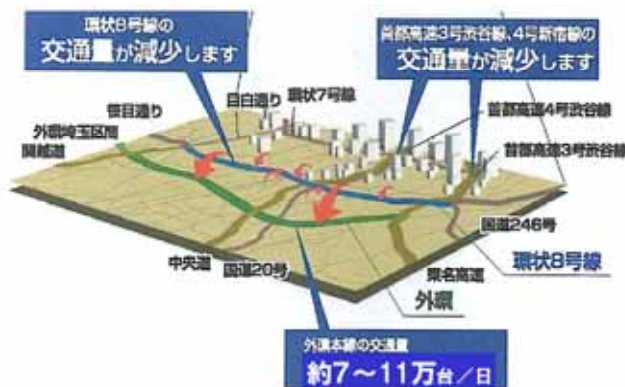 環状8号線の
交通量が減少します
首都高速3号渋谷線、4号新宿線の
交通量が減少します
目白通り
環状7号線
笹目通り
外環埼玉区間
関越道
首都高速4号渋谷線
首都高速3号渋谷線
国道246号
環状8号線
中央道
国道20号
東名高速
外環
外環本線の交通量
約7～11万台／日